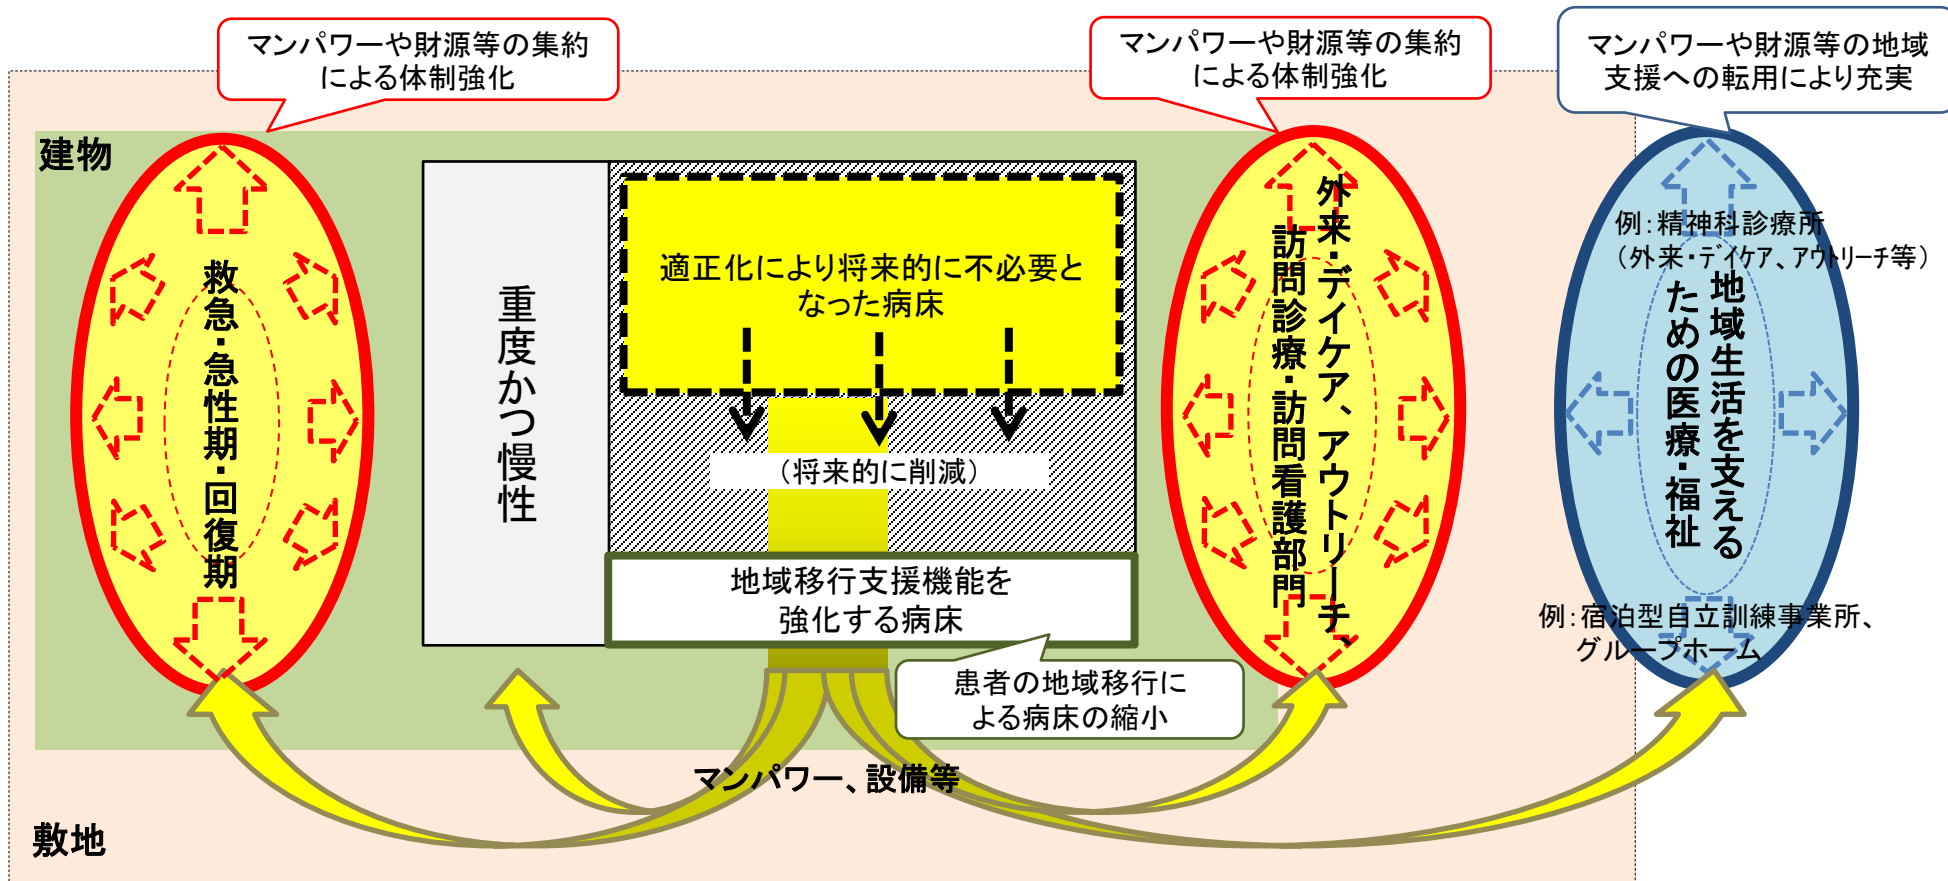 マンパワーや財源等の集約
による体制強化
マンパワーや財源等の集約
による体制強化
マンパワーや財源等の地域
支援への転用により充実
建物
救急・急性期・回復期
重度かつ慢性
適正化により将来的に不必要と
なった病床
（将来的に削減）
地域移行支援機能を
強化する病床
患者の地域移行に
よる病床の縮小
外来・デイケア、アウトリーチ、
訪問診療・訪問看護部門
例：精神科診療所
（外来・デイケア、アウトリーチ等）
地域生活を支える
ための医療・福祉
例：宿泊型自立訓練事業所、
グループホーム
マンパワー、設備等
敷地